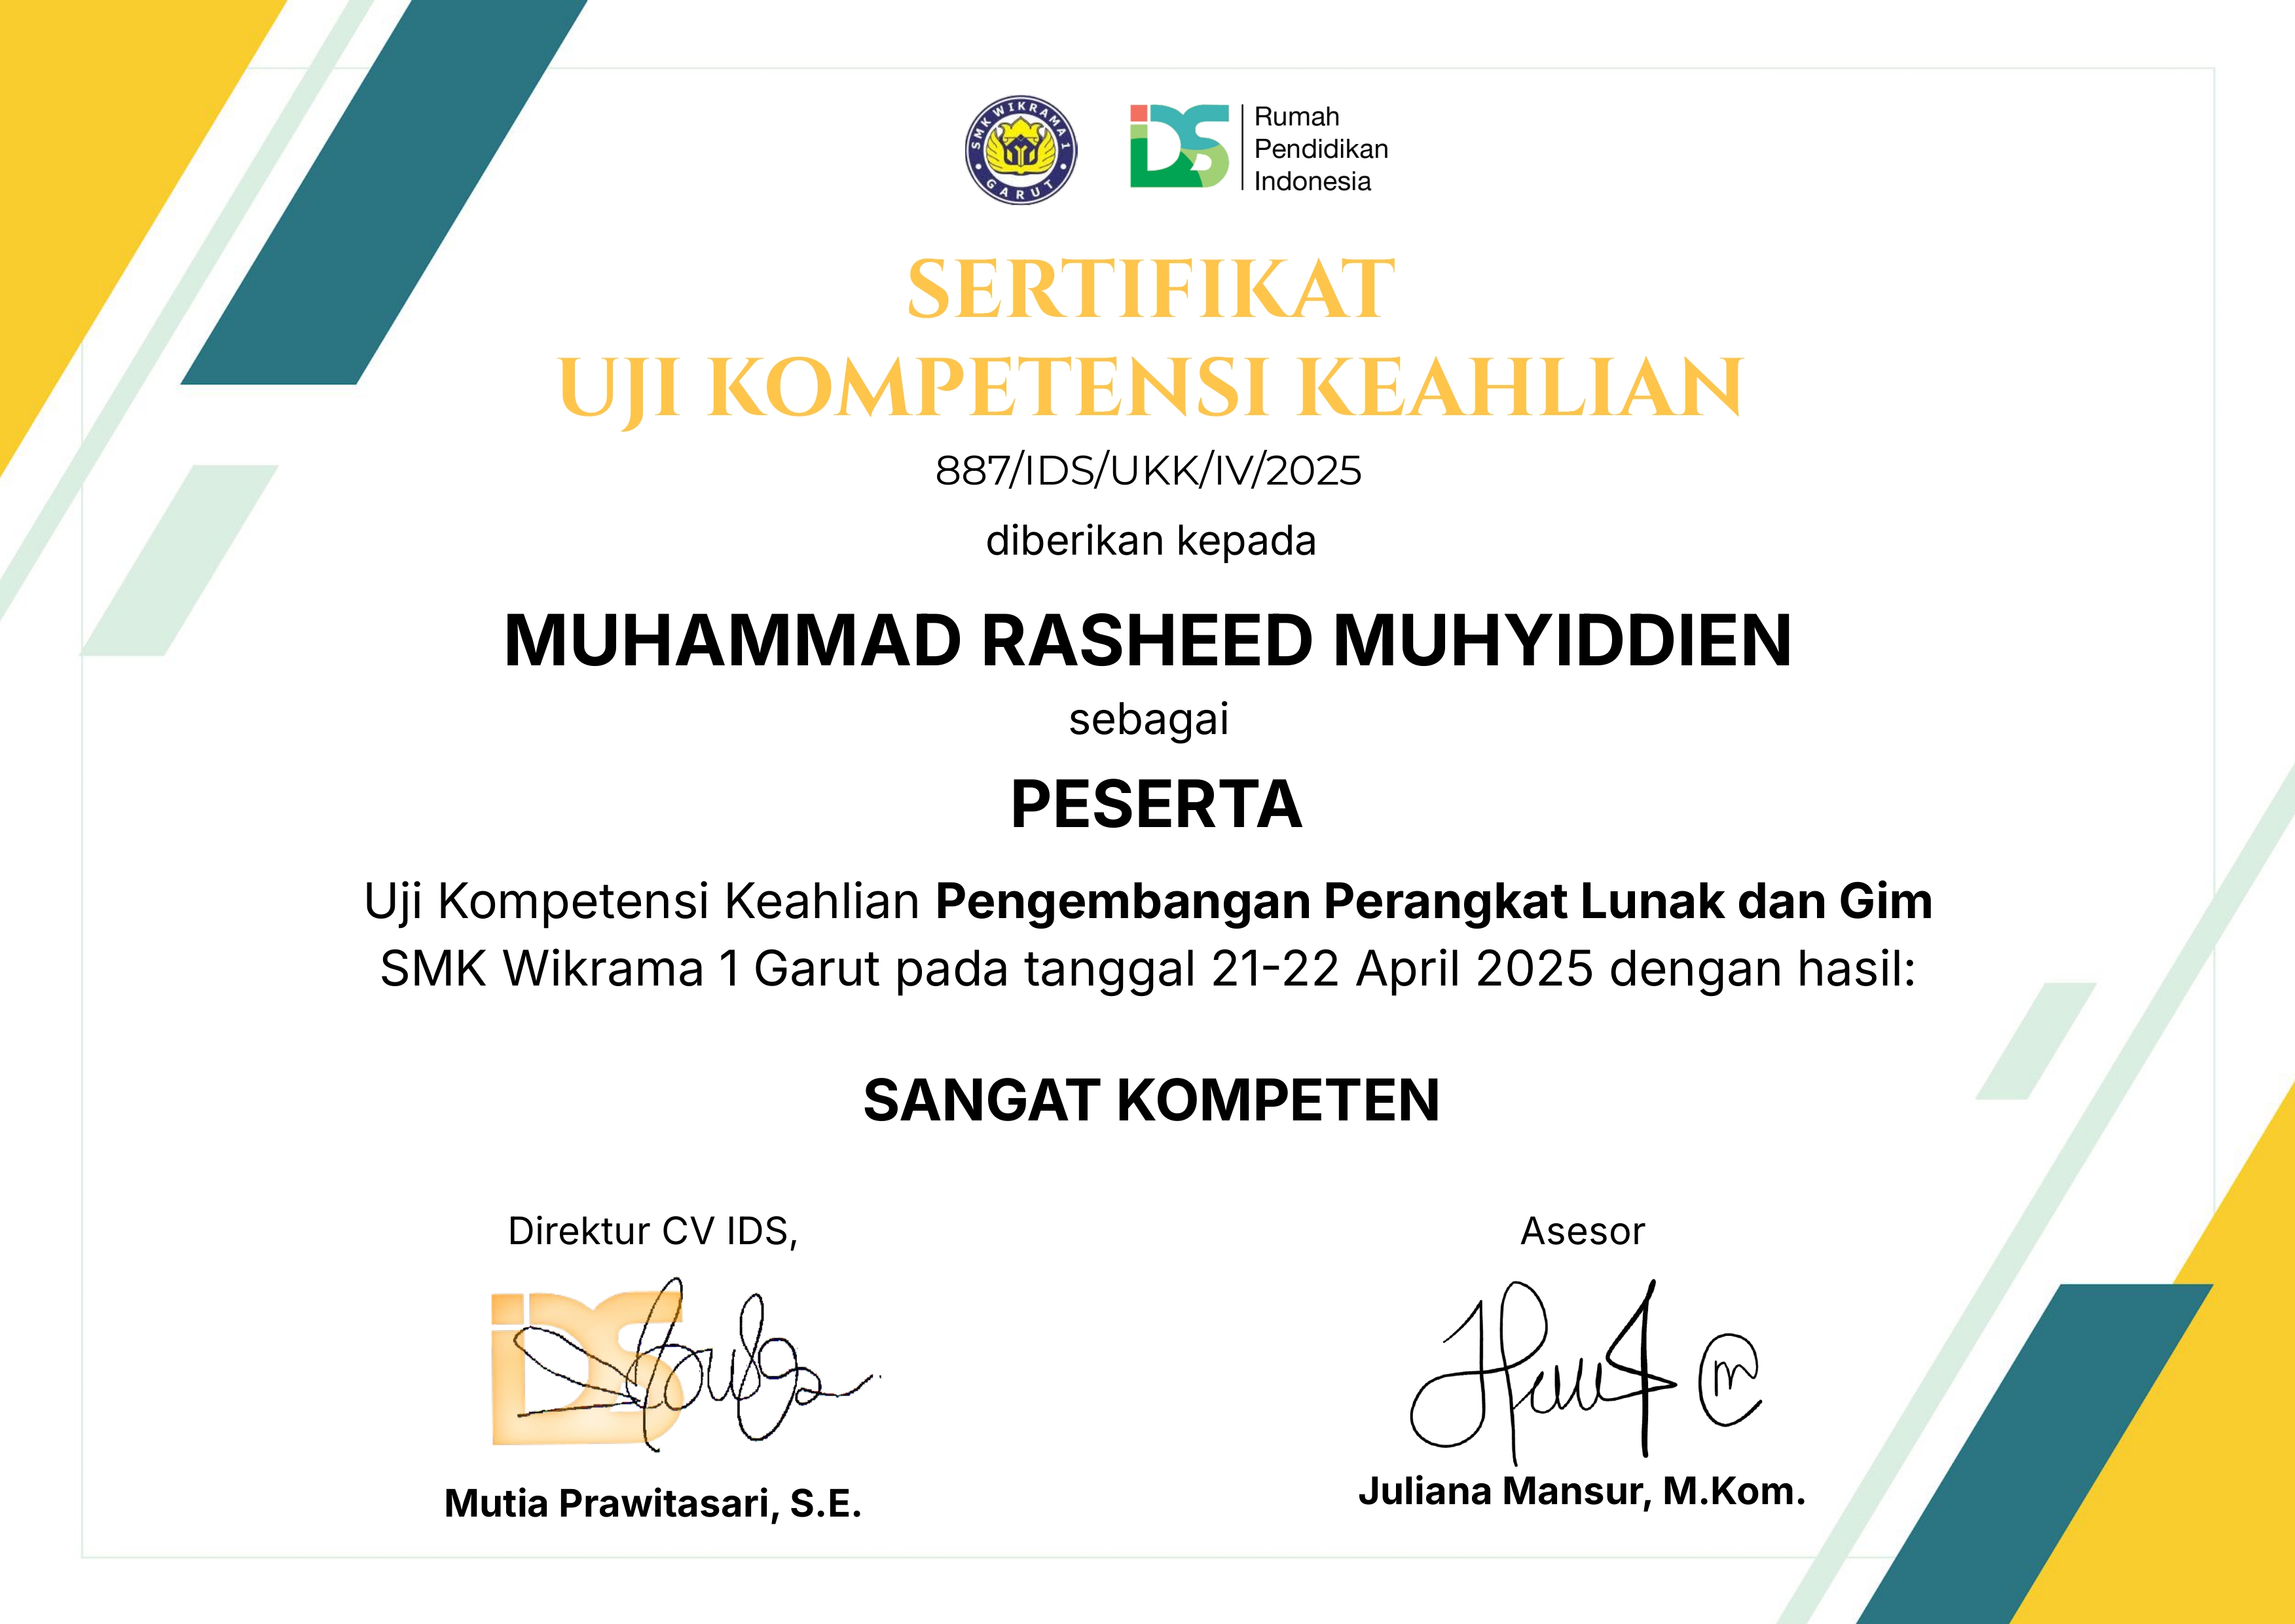 SMK WIKRAMA 1
GARUT
iDS
Rumah
Pendidikan
Indonesia
SERTIFIKAT
UJI KOMPETENSI KEAHLIAN
887/IDS/UKK/IV/2025
diberikan kepada
MUHAMMAD RASHEED MUHYIDDIEN
sebagai
PESERTA
Uji Kompetensi Keahlian Pengembangan Perangkat Lunak dan Gim
SMK Wikrama 1 Garut pada tanggal 21-22 April 2025 dengan hasil:
SANGAT KOMPETEN
Direktur CV IDS,
Asesor
iDS
Mutia Prawitasari, S.E.
Juliana Mansur, M.Kom.